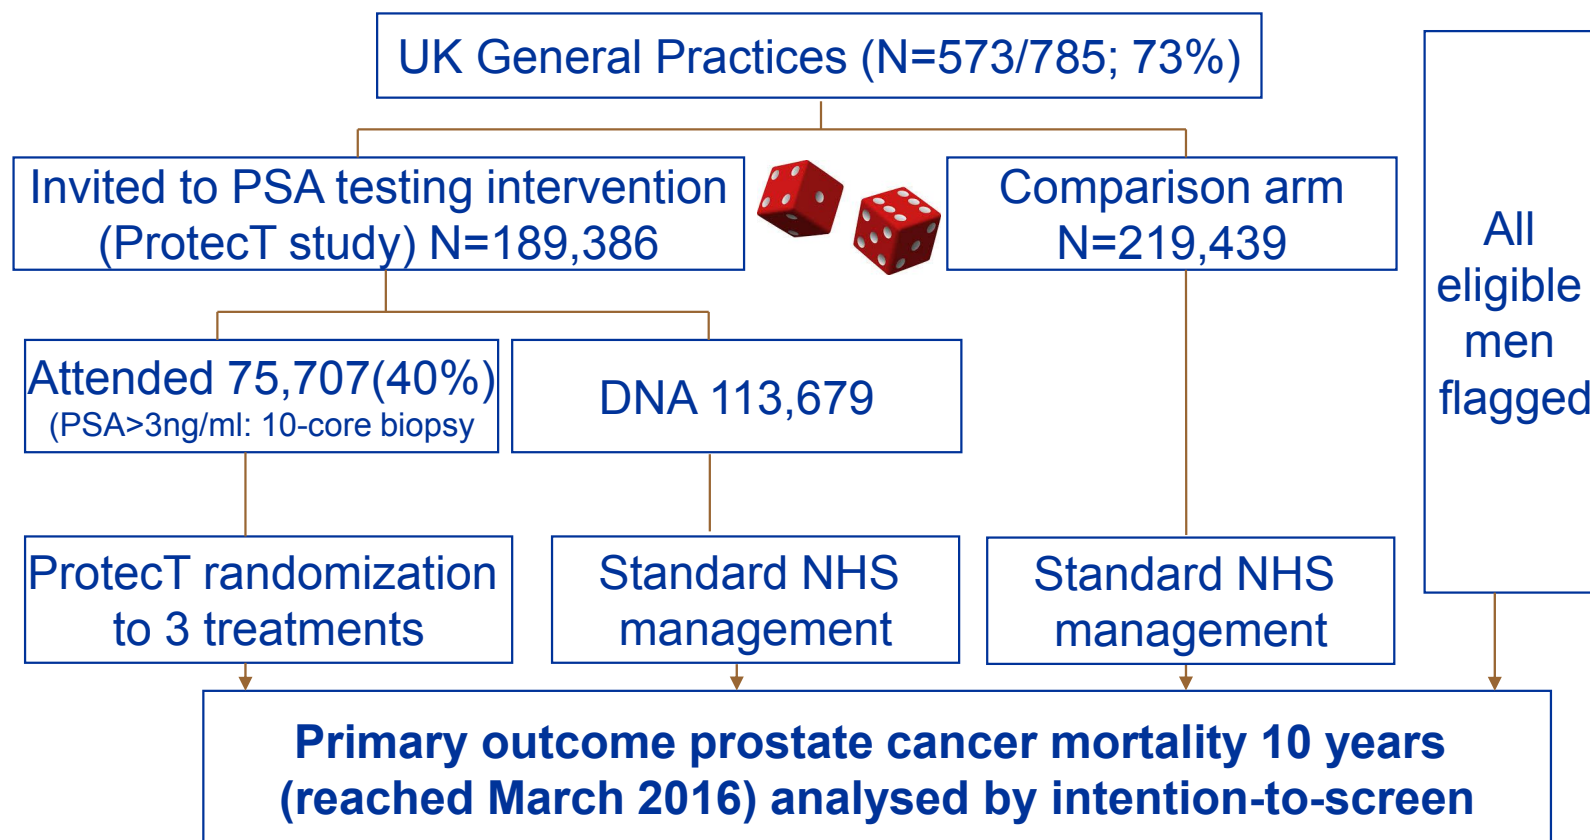 UK General Practices (N=573/785; 73%)
Invited to PSA testing intervention
(ProtecT study) N=189,386
Comparison arm
N=219,439
All
eligible
men
flagged
Attended 75,707(40%)
(PSA>3ng/ml: 10-core biopsy
DNA 113,679
ProtecT randomization
to 3 treatments
Standard NHS
management
Standard NHS
management
Primary outcome prostate cancer mortality 10 years
(reached March 2016) analysed by intention-to-screen